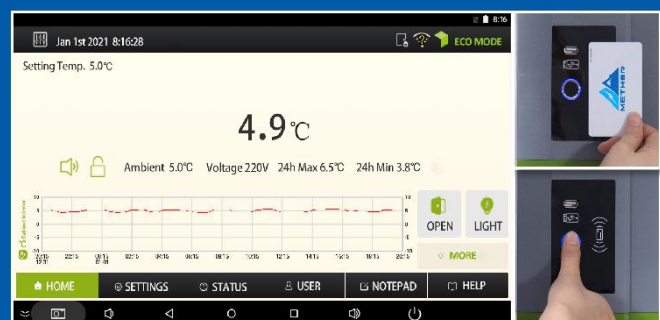 8:16
Jan 1st 2021 8:16:28
ECO MODE
Setting Temp. 5.0℃
4.9℃
Ambient 5.0℃ Voltage 220V 24h Max 6.5℃ 24h Min 3.8℃
OPEN
LIGHT
MORE
HOME
SETTINGS
STATUS
USER
NOTEPAD
HELP
METHER